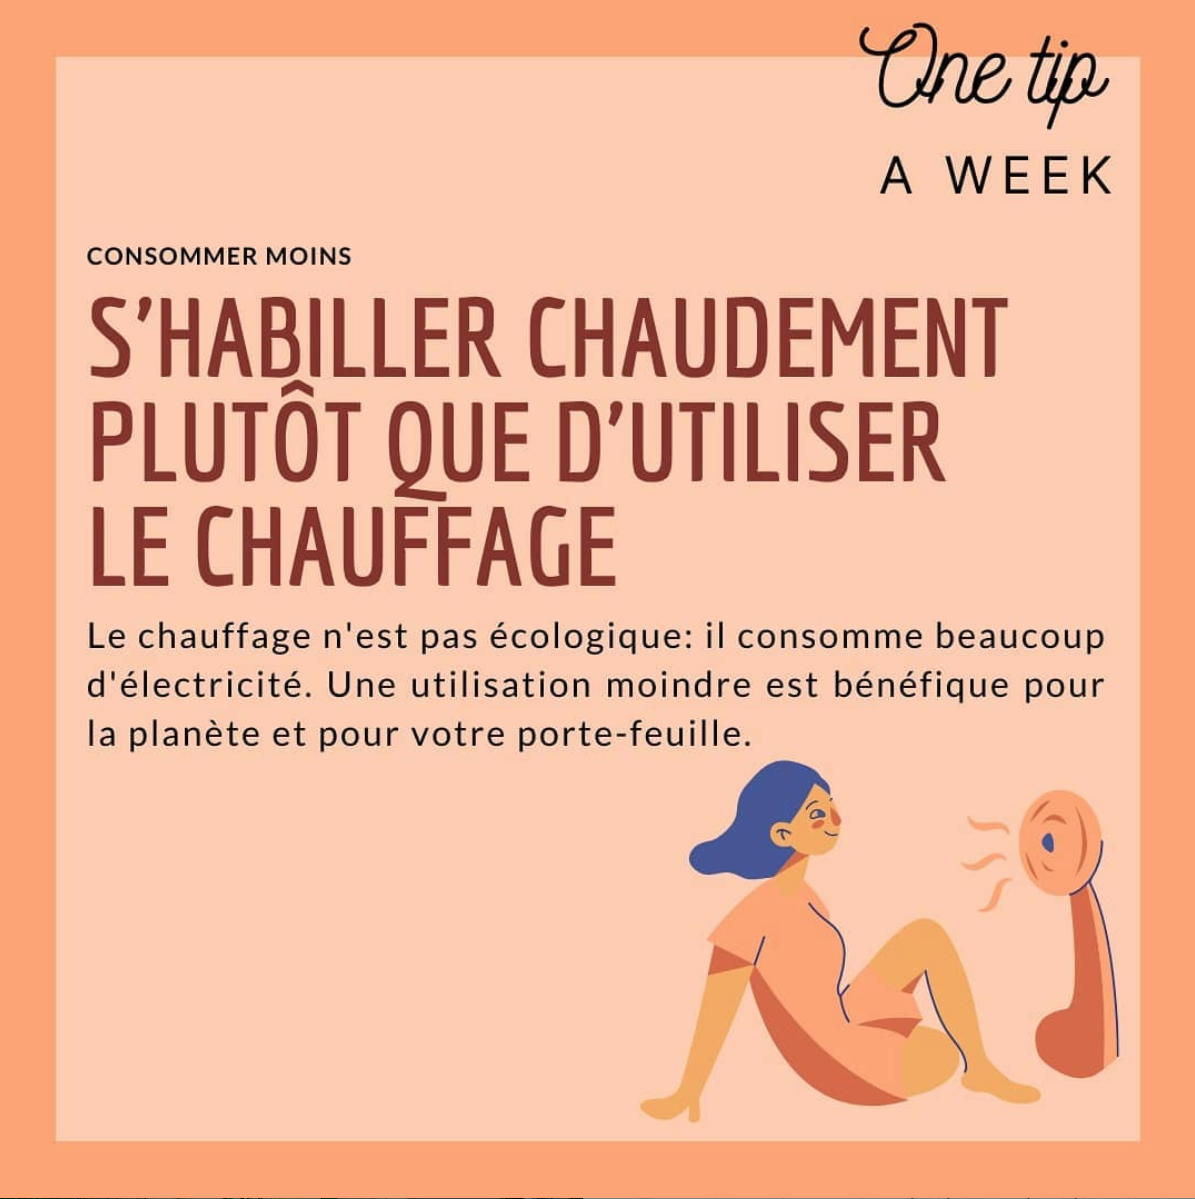 One tip
A WEEK
CONSOMMER MOINS
S'HABILLER CHAUDEMENT
PLUTÔT QUE D'UTILISER
LE CHAUFFAGE
Le chauffage n'est pas écologique: il consomme beaucoup
d'électricité. Une utilisation moindre est bénéfique pour
la planète et pour votre porte-feuille.